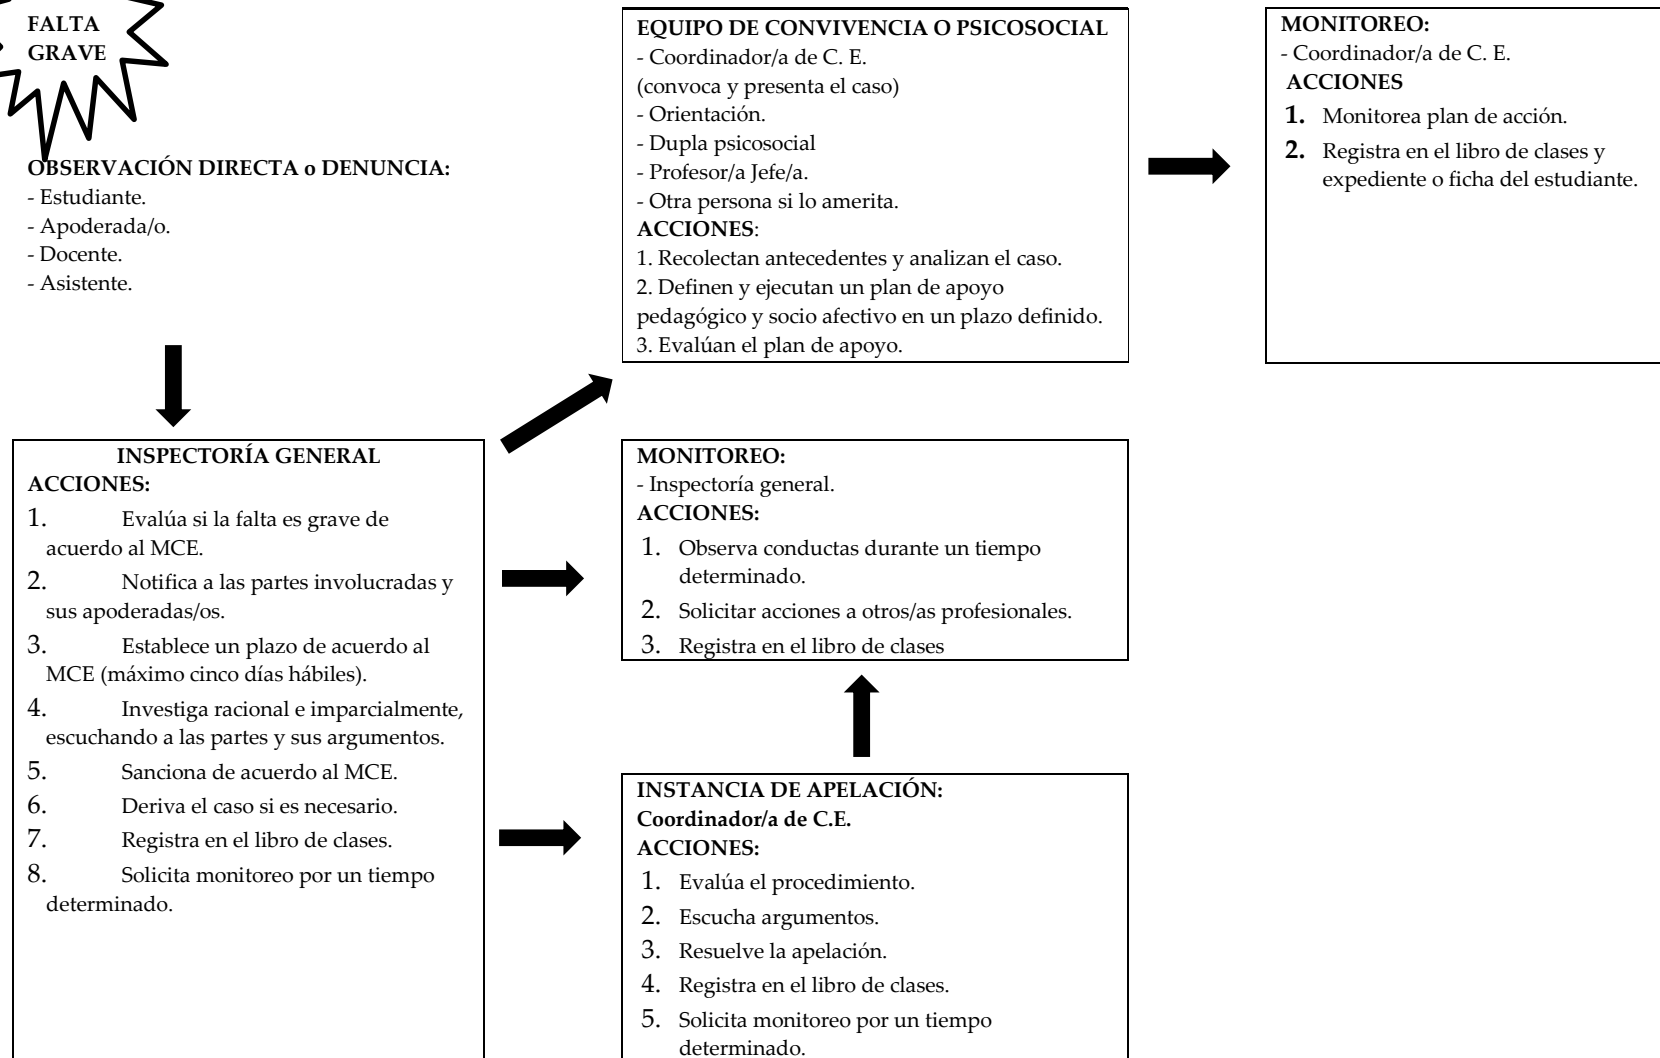 FALTA
GRAVE
OBSERVACIÓN DIRECTA o DENUNCIA:
- Estudiante.
- Apoderada/o.
- Docente.
- Asistente.
INSPECTORÍA GENERAL
ACCIONES:
1. Evalúa si la falta es grave de
acuerdo al MCE.
2. Notifica a las partes involucradas y
sus apoderadas/os.
3. Establece un plazo de acuerdo al
MCE (máximo cinco días hábiles).
4. Investiga racional e imparcialmente,
escuchando a las partes y sus argumentos.
5. Sanciona de acuerdo al MCE.
6. Deriva el caso si es necesario.
7. Registra en el libro de clases.
8. Solicita monitoreo por un tiempo
determinado.
EQUIPO DE CONVIVENCIA O PSICOSOCIAL
- Coordinador/a de C. E.
(convoca y presenta el caso)
- Orientación.
- Dupla psicosocial
- Profesor/a Jefe/a.
- Otra persona si lo amerita.
ACCIONES:
1. Recolectan antecedentes y analizan el caso.
2. Definen y ejecutan un plan de apoyo
pedagógico y socio afectivo en un plazo definido.
3. Evalúan el plan de apoyo.
MONITOREO:
- Inspectoría general.
ACCIONES:
1. Observa conductas durante un tiempo
determinado.
2. Solicitar acciones a otros/as profesionales.
3. Registra en el libro de clases
INSTANCIA DE APELACIÓN:
Coordinador/a de C.E.
ACCIONES:
1. Evalúa el procedimiento.
2. Escucha argumentos.
3. Resuelve la apelación.
4. Registra en el libro de clases.
5. Solicita monitoreo por un tiempo
determinado.
MONITOREO:
- Coordinador/a de C. E.
ACCIONES
1. Monitorea plan de acción.
2. Registra en el libro de clases y
expediente o ficha del estudiante.